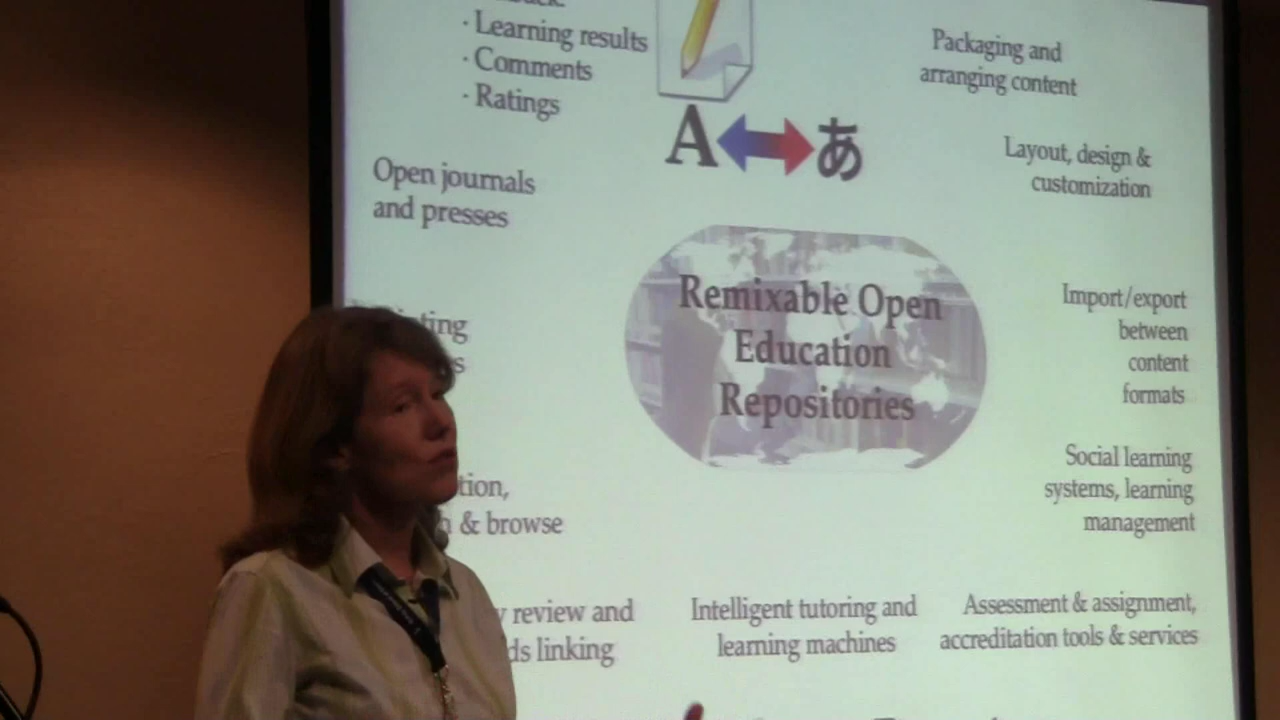 · Learning results
· Comments
· Ratings
Packaging and
arranging content
A あ
Layout, design &
customization
Open journals
and presses
Remixable Open
Education
Repositories
Import/export
between
content
formats
Social learning
systems, learning
management
& browse
review and
linking
Intelligent tutoring and
learning machines
Assessment & assignment,
accreditation tools & services